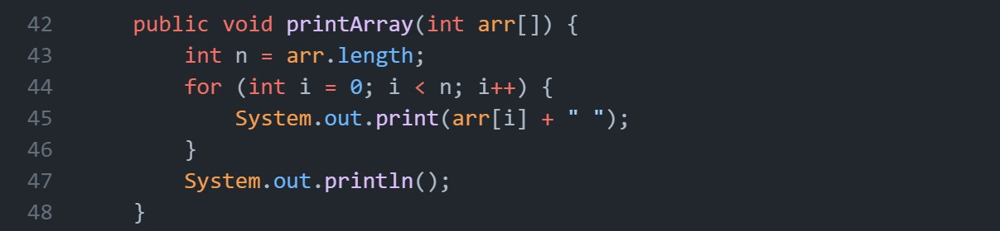 42 public void printArray(int arr[]) {
43 int n = arr.length;
44 for (int i = 0; i < n; i++) {
45 System.out.print(arr[i] + " ");
46 }
47 System.out.println();
48 }